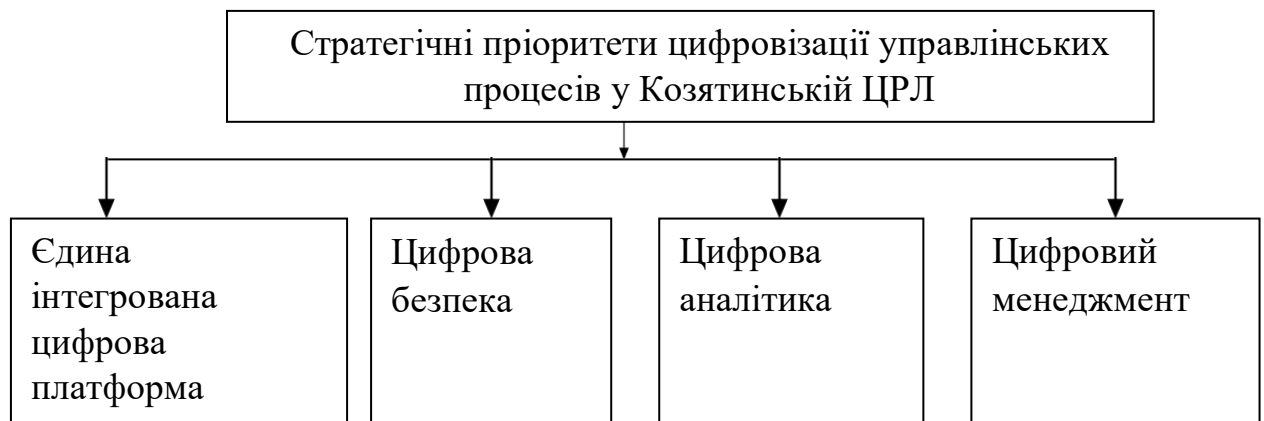 Стратегічні пріоритети цифровізації управлінських
процесів у Козятинській ЦРЛ
Єдина
інтегрована
цифрова
платформа
Цифрова
безпека
Цифрова
аналітика
Цифровий
менеджмент